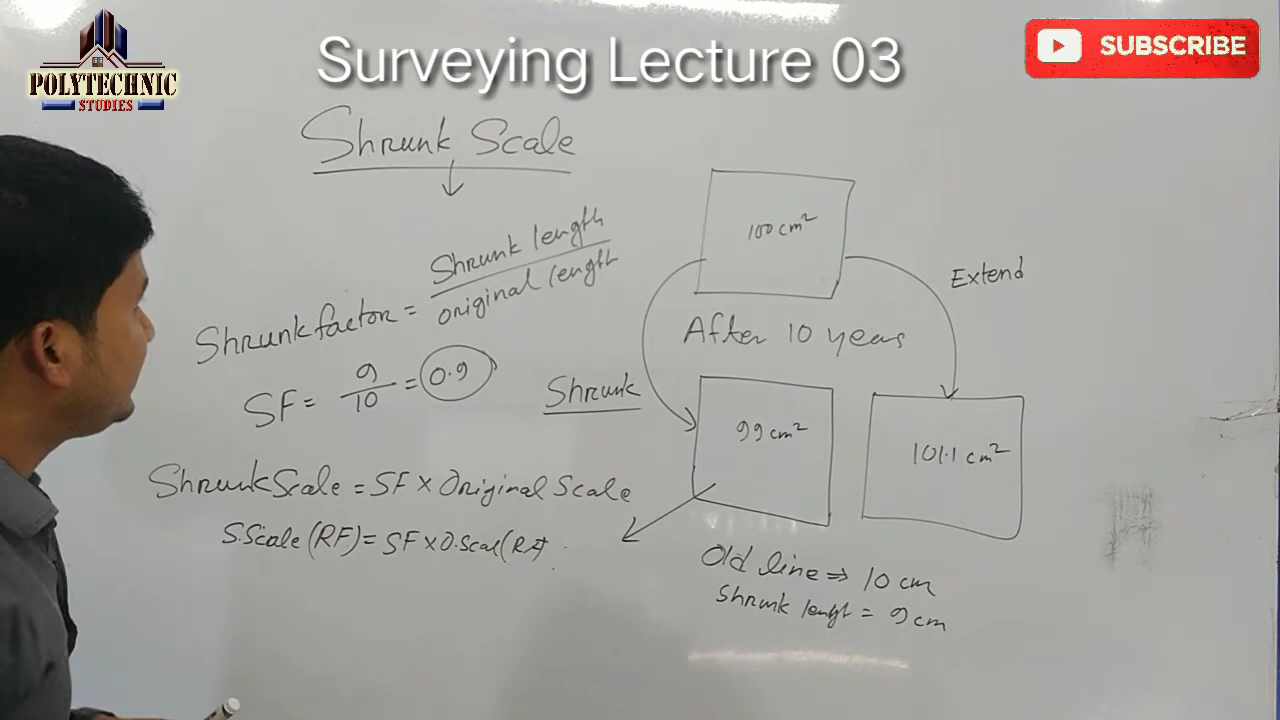 POLYTECHNIC
STUDIES
Surveying Lecture 03
SUBSCRIBE
Shrunk Scale
Shrunk factor = Shrunk length
original length
SF = 9/10 = 0.9
Shrunk Scale = SF × Original Scale
S.Scale (RF) = SF × O.Scal (RF)
100 cm²
Extend
After 10 years
Shrunk
99 cm²
101.1 cm²
Old line ⇒ 10 cm
Shrunk lengt = 9 cm